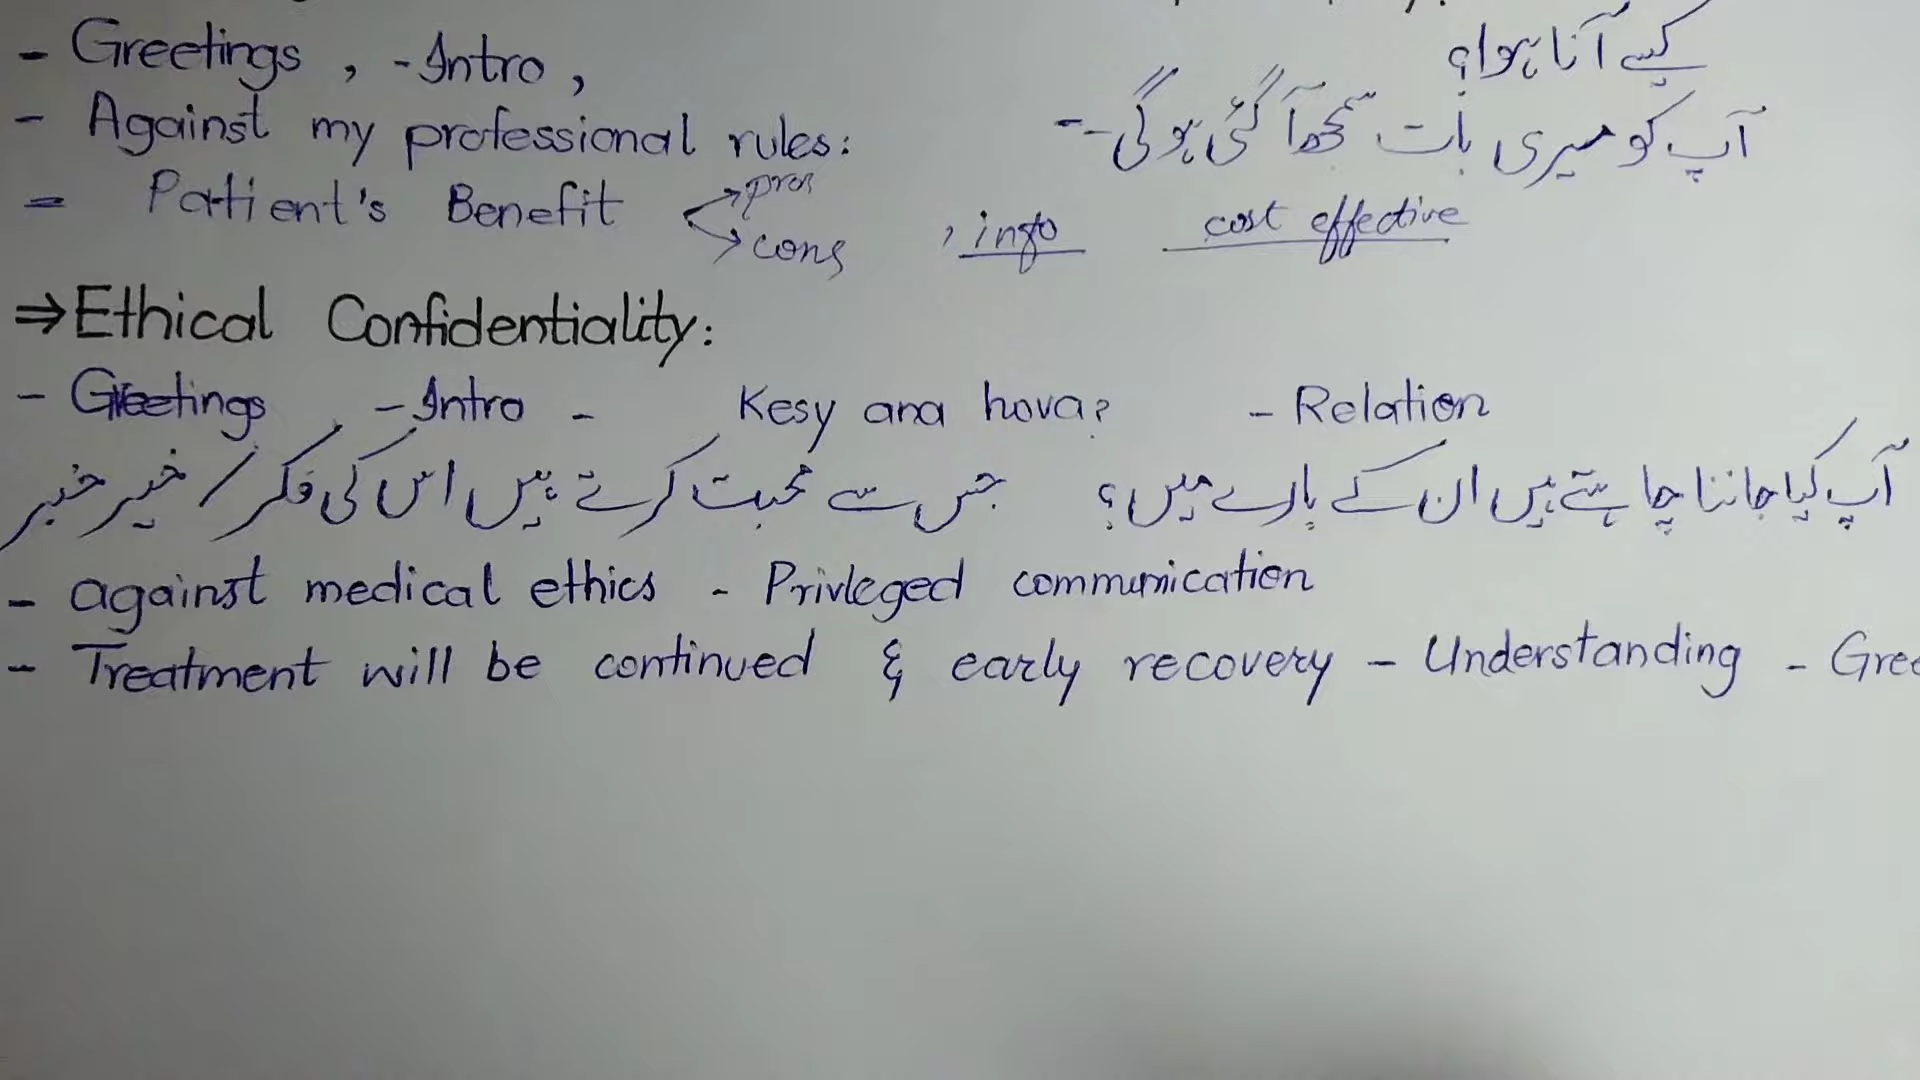 - Greetings , - Intro , کیسے آنا ہوا؟
- Against my professional rules: آپ کو میری بات سمجھ آ گئی ہو گی --
- Patient's Benefit pros
cons , info cost effective
⇒ Ethical Confidentiality:
- Greetings , - Intro - Kesy ana hova? - Relation
آپ کیا جاننا چاہتے ہیں ان کے بارے میں؟ جس سے محبت کرتے ہیں اس کی فکر / خیر خبر
- against medical ethics - Privleged communication
- Treatment will be continued & early recovery - Understanding - Gree